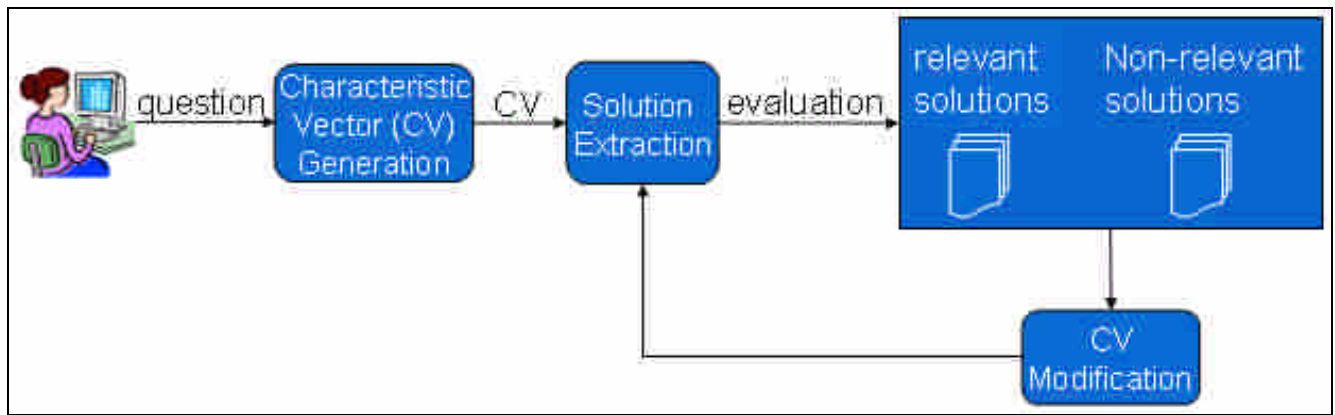 question
Characteristic
Vector (CV)
Generation
CV
Solution
Extraction
evaluation
relevant
solutions
Non-relevant
solutions
CV
Modification